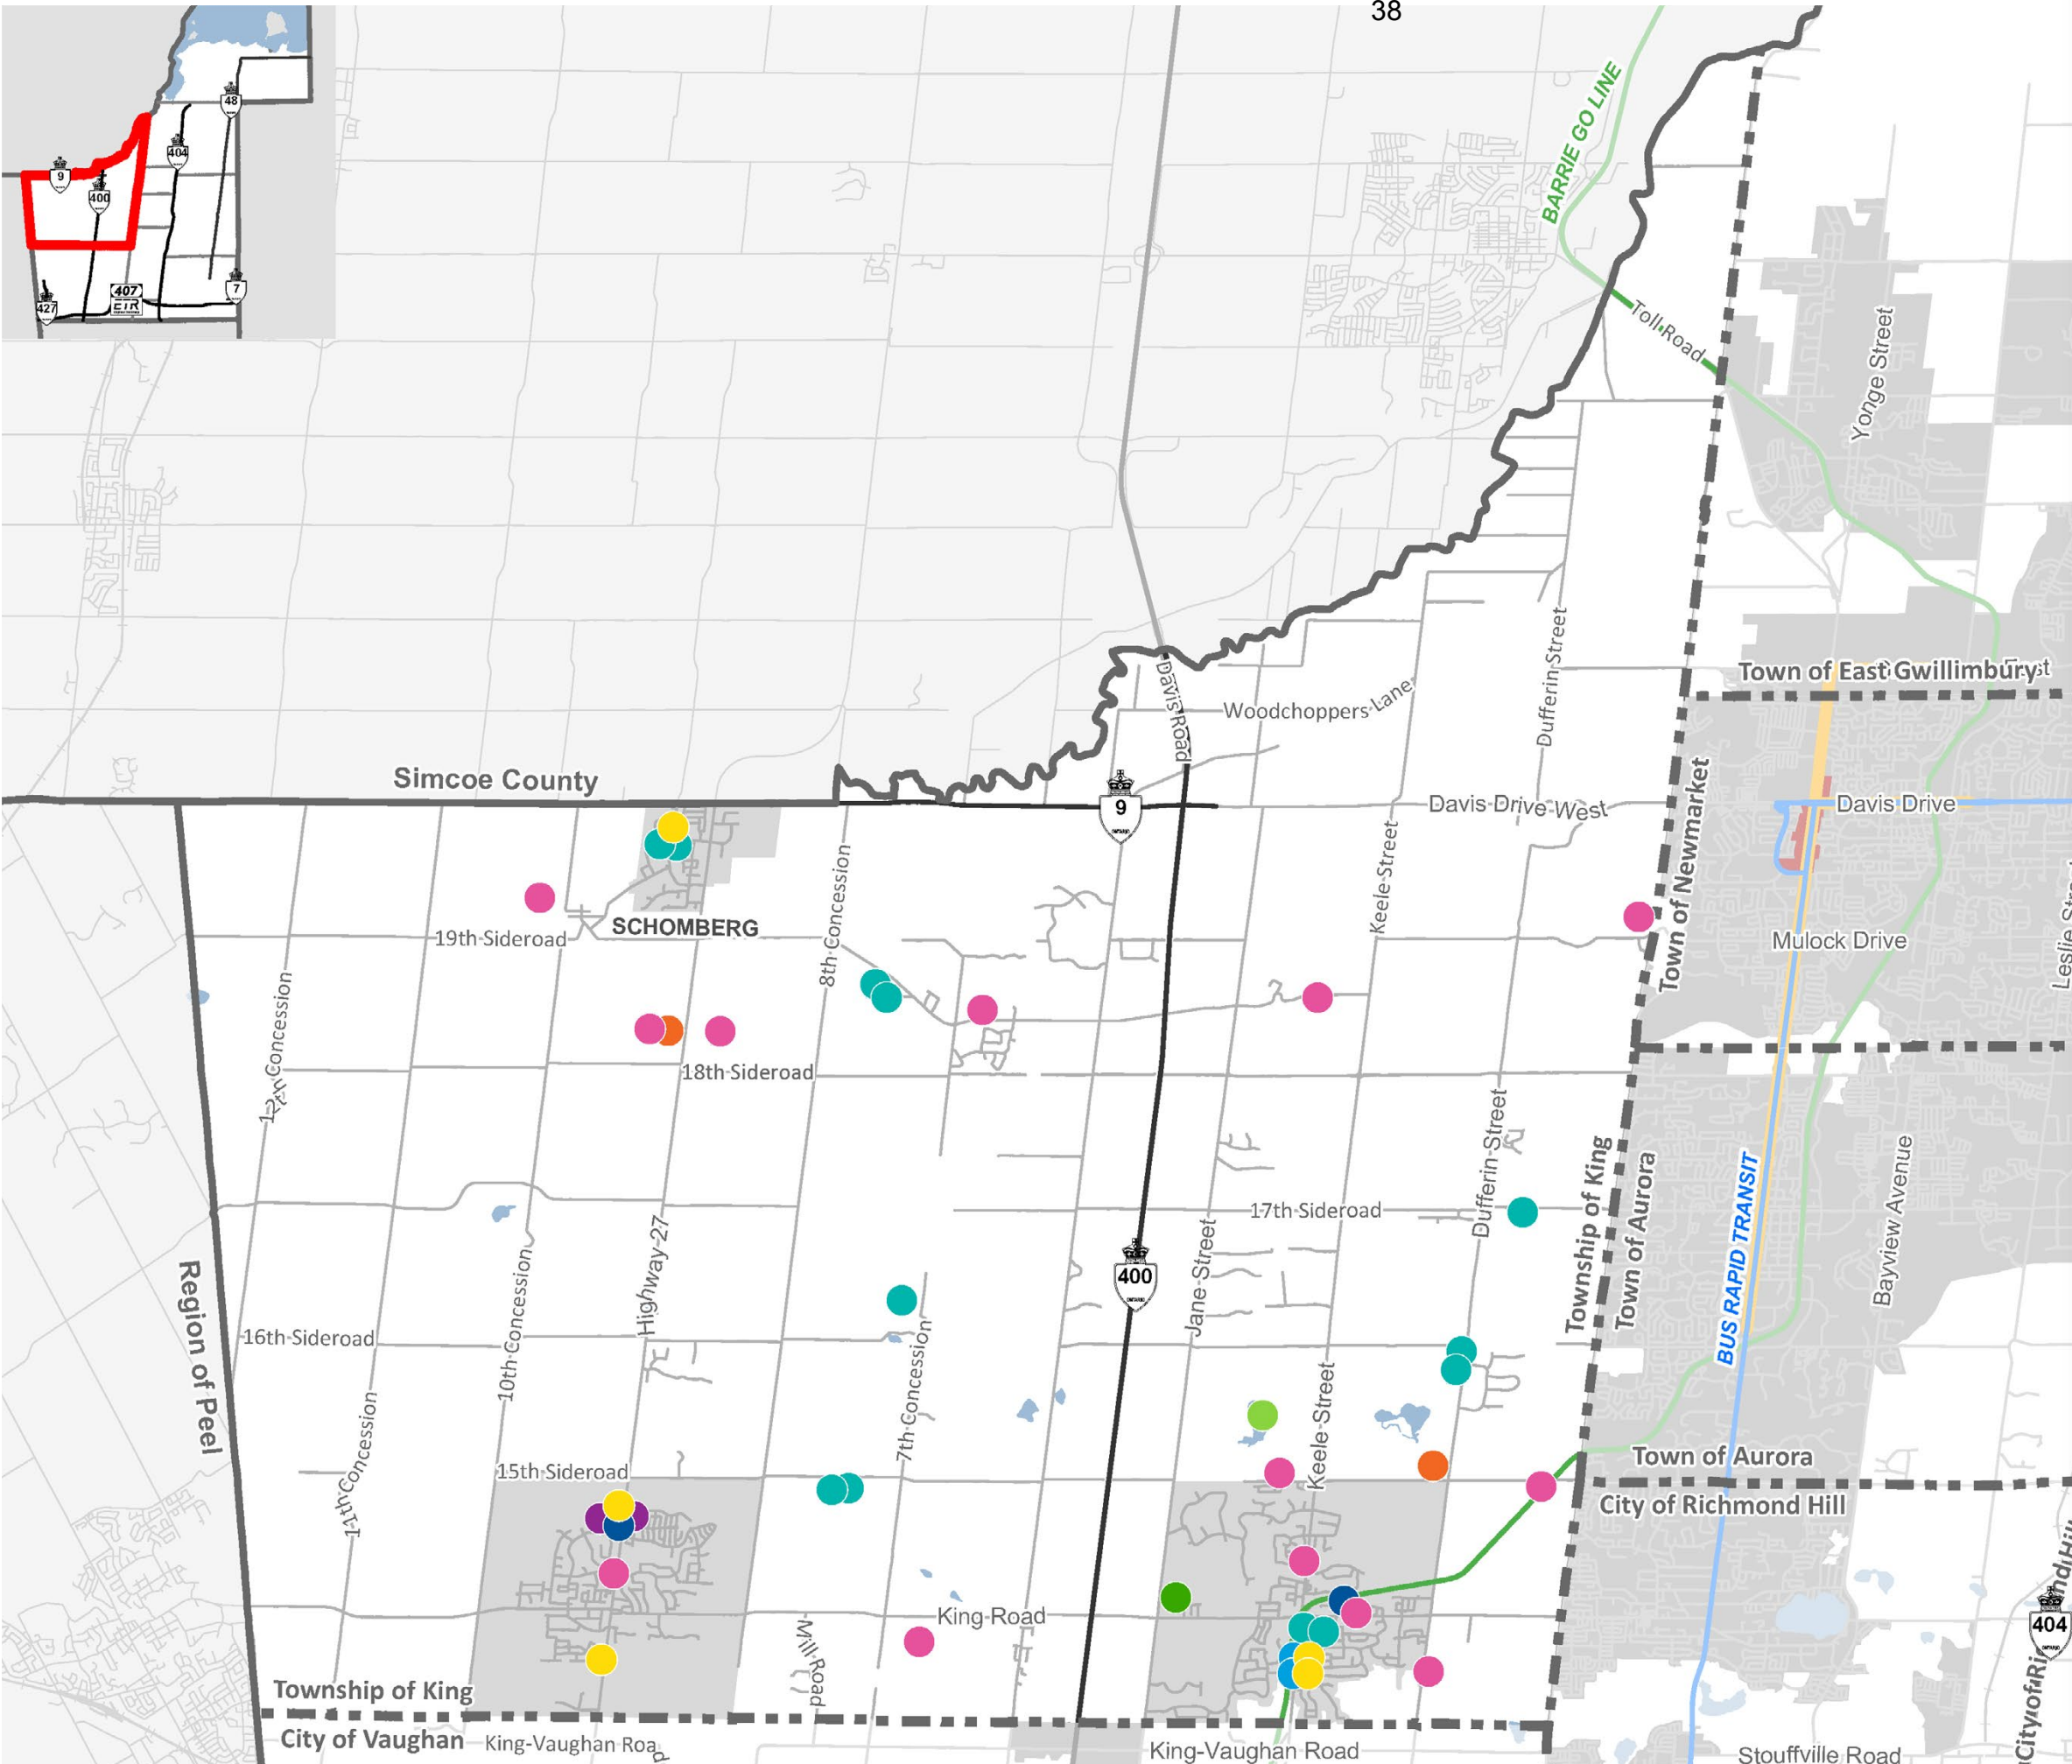 38
48
404
9
400
407
ETR
7
427
BARRIE GO LINE
Toll Road
Yonge Street
Dufferin Street
Town of East Gwillimbury
Davis Road
Woodchoppers Lane
Simcoe County
9
ONTARIO
Davis Drive West
Davis Drive
Town of Newmarket
Keele Street
8th Concession
SCHOMBERG
19th Sideroad
Mulock Drive
12th Concession
18th Sideroad
Dufferin Street
Township of King
Town of Aurora
BUS RAPID TRANSIT
Bayview Avenue
17th Sideroad
Jane Street
Highway 27
10th Concession
Region of Peel
400
ONTARIO
16th Sideroad
7th Concession
11th Concession
Keele Street
15th Sideroad
Town of Aurora
City of Richmond Hill
404
ONTARIO
King Road
Mill Road
Township of King
City of Vaughan
King-Vaughan Road
King-Vaughan Road
Stouffville Road